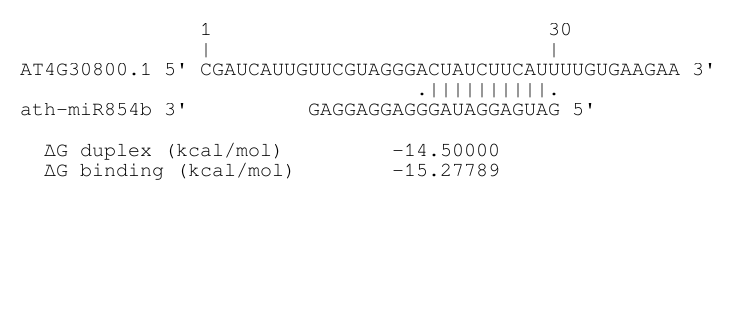 1 30
| |
AT4G30800.1 5' CGAUCAUUGUUCGUAGGGACUAUCUUCAUUUUGUGAAGAA 3'
.||||||||||.
ath-miR854b 3' GAGGAGGAGGGAUAGGAGUAG 5'
ΔG duplex (kcal/mol) -14.50000
ΔG binding (kcal/mol) -15.27789